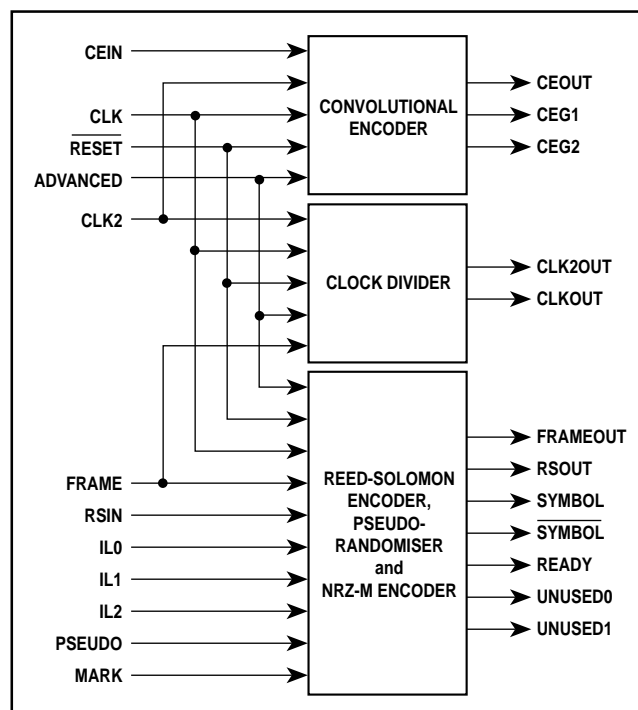 CEIN
CLK
RESET
ADVANCED
CLK2
FRAME
RSIN
IL0
IL1
IL2
PSEUDO
MARK
CONVOLUTIONAL
ENCODER
CLOCK DIVIDER
REED-SOLOMON
ENCODER,
PSEUDO-
RANDOMISER
and
NRZ-M ENCODER
CEOUT
CEG1
CEG2
CLK2OUT
CLKOUT
FRAMEOUT
RSOUT
SYMBOL
SYMBOL
READY
UNUSED0
UNUSED1